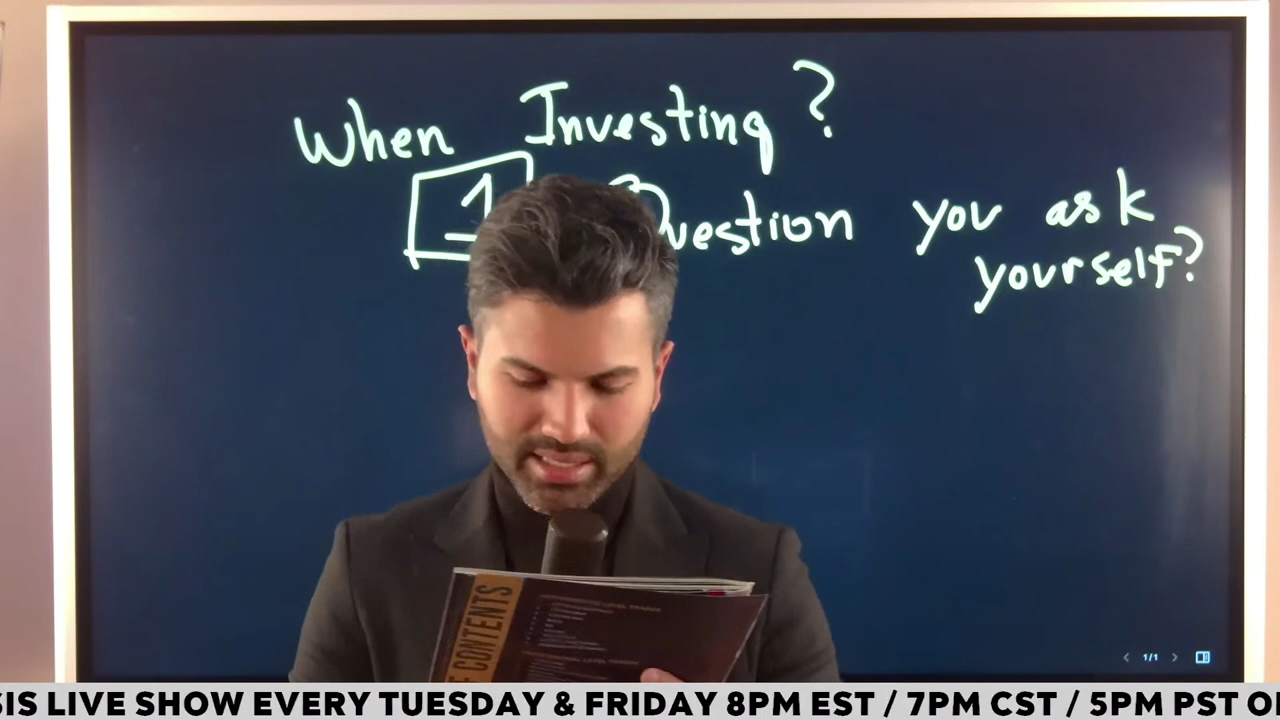 When Investing?
1 Question you ask
yourself?
CONTENTS
LIVE SHOW EVERY TUESDAY & FRIDAY 8PM EST / 7PM CST / 5PM PST
1/1